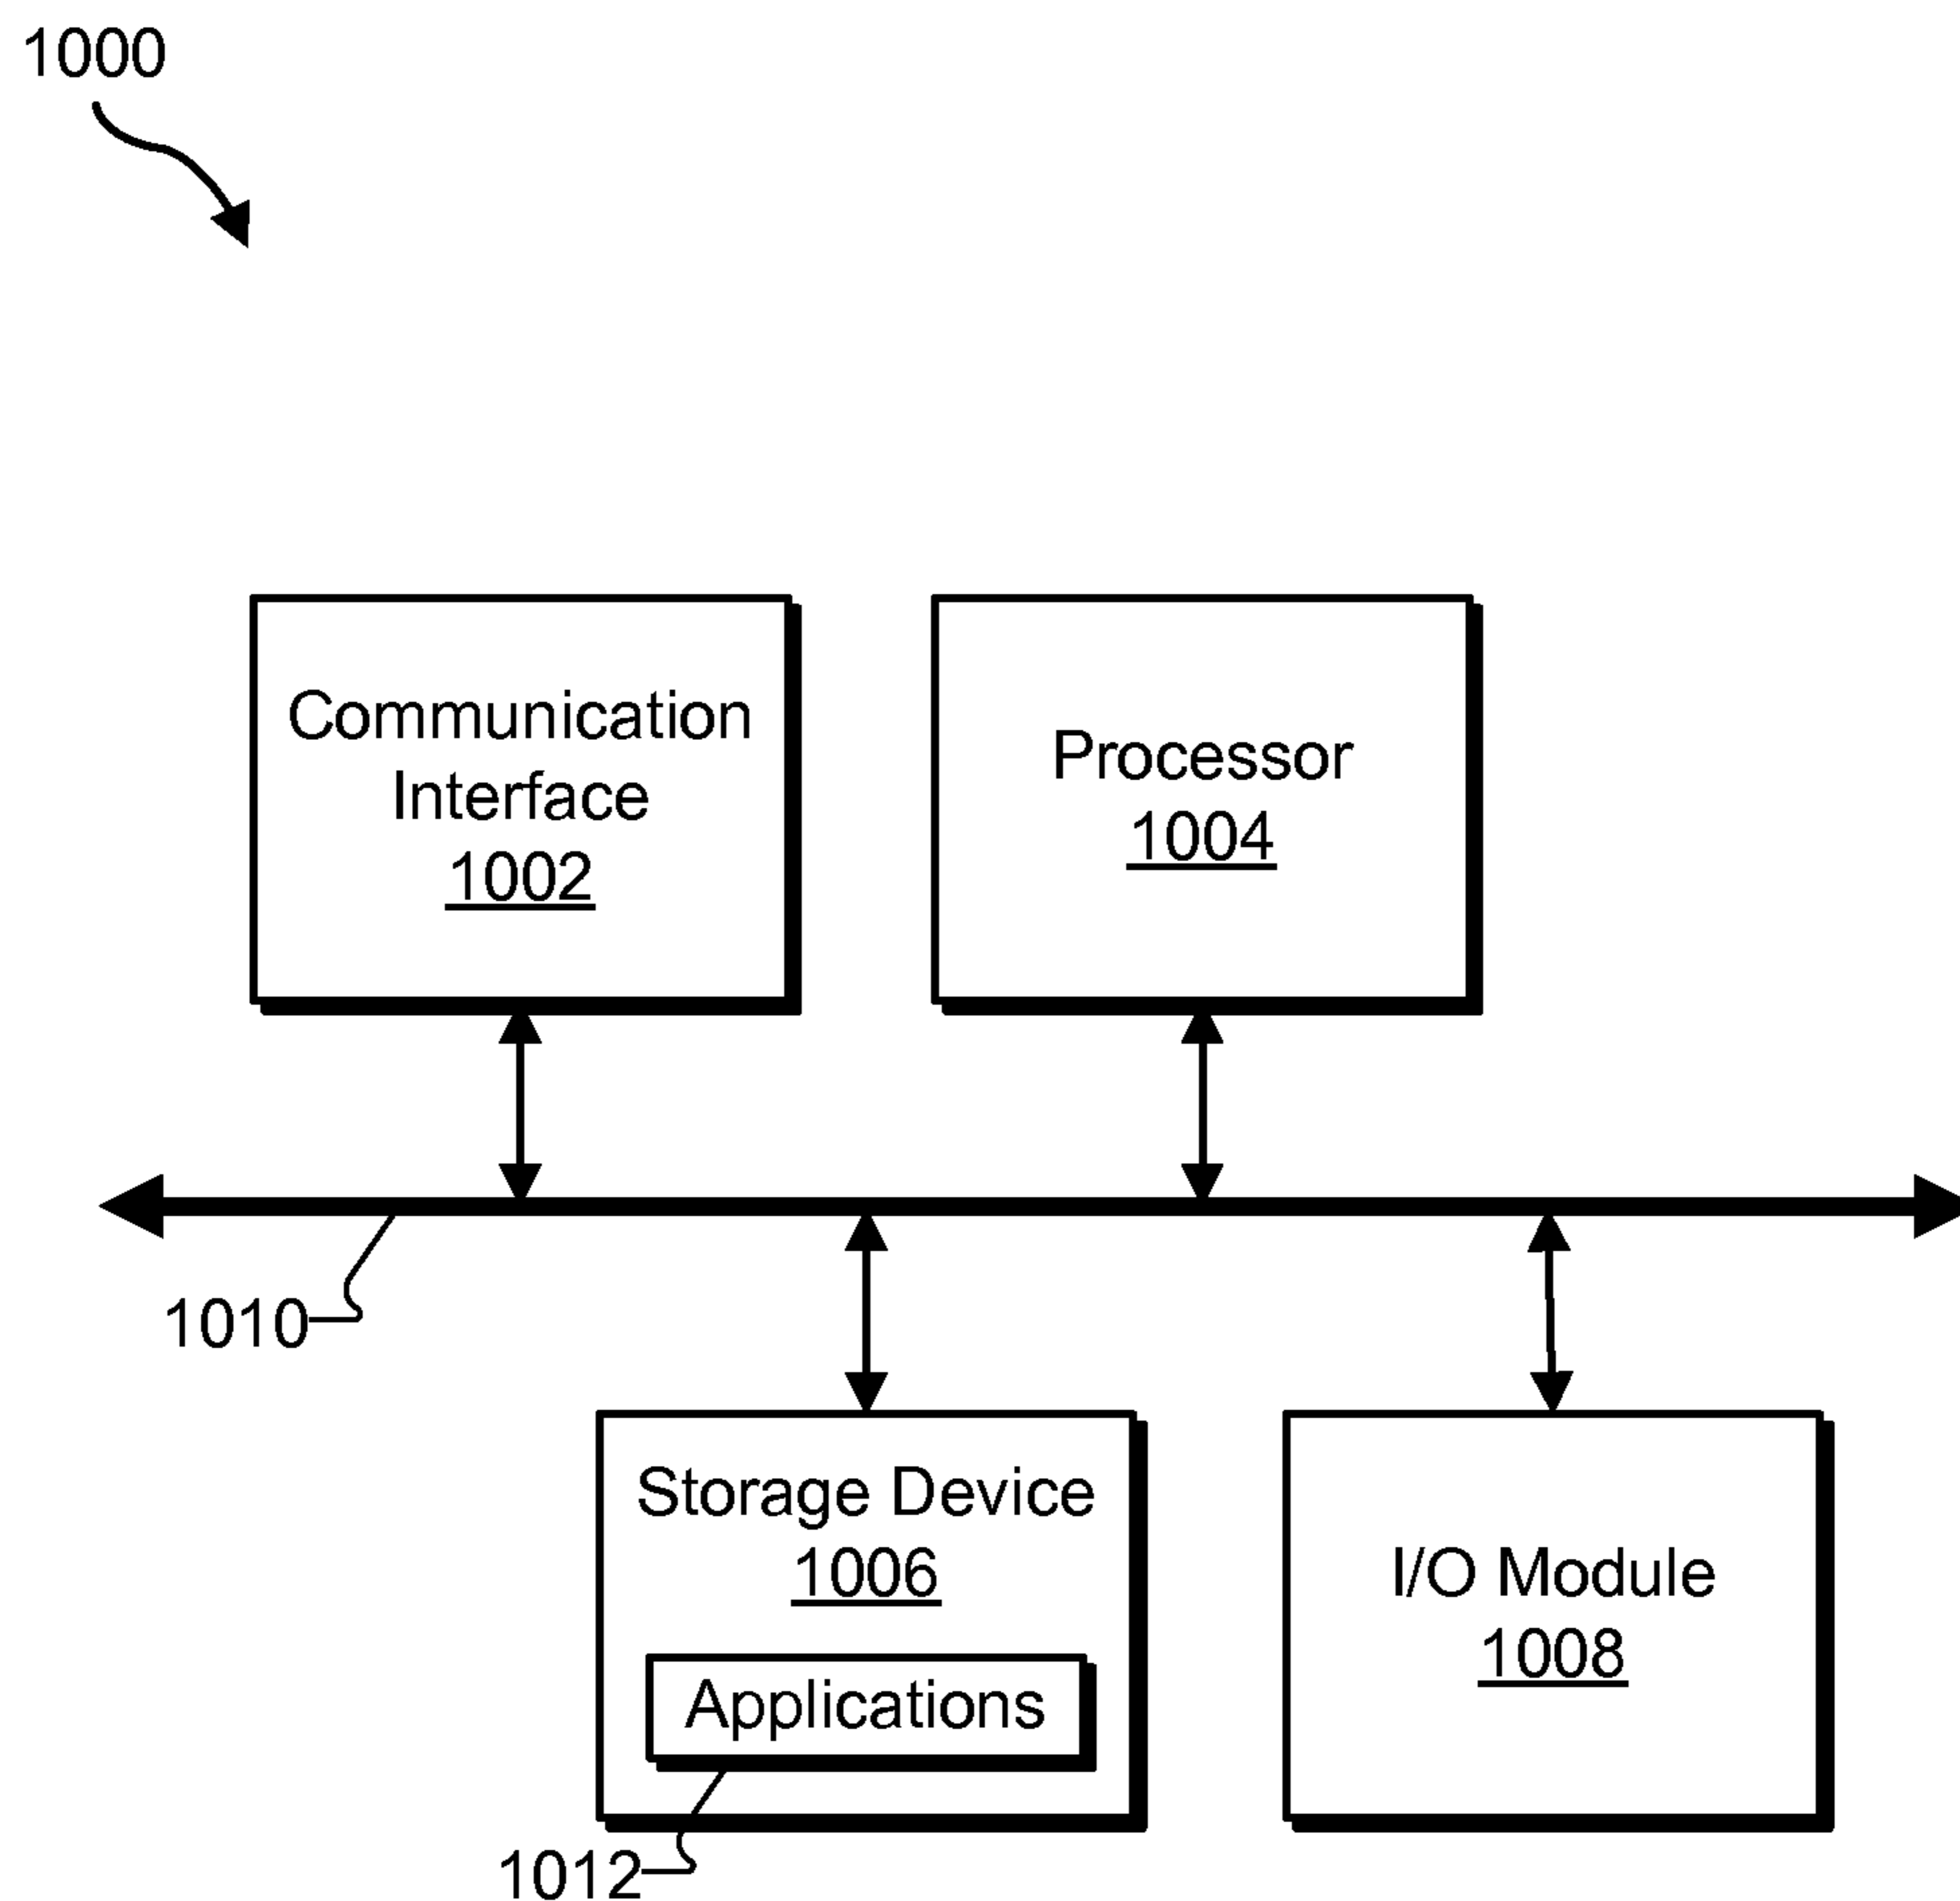 1000
Communication
Interface
1002
Processor
1004
1010
Storage Device
1006
Applications
1012
I/O Module
1008